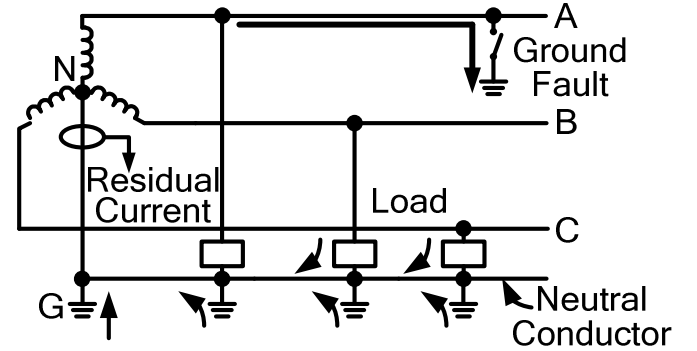 A
Ground
Fault
N
B
Residual
Current
Load
C
G
Neutral
Conductor